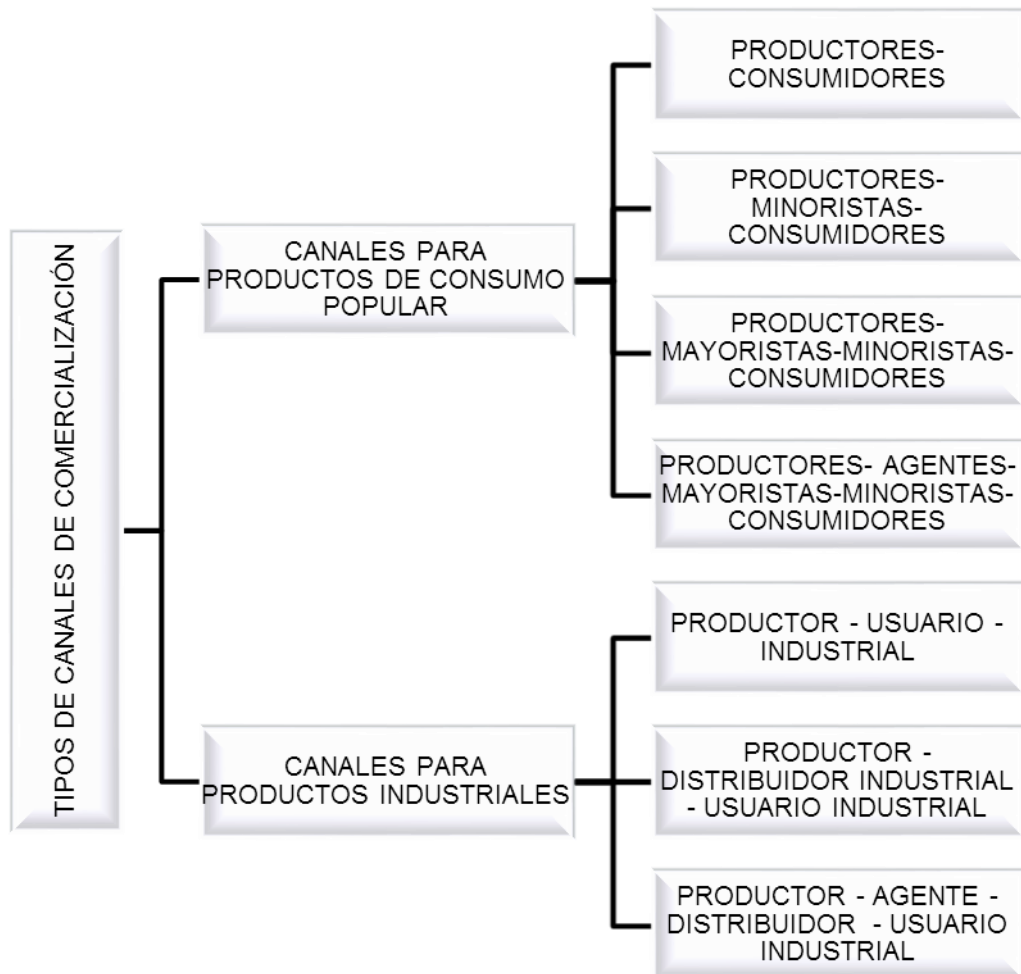 TIPOS DE CANALES DE COMERCIALIZACIÓN
CANALES PARA
PRODUCTOS DE CONSUMO
POPULAR
PRODUCTORES-
CONSUMIDORES
PRODUCTORES-
MINORISTAS-
CONSUMIDORES
PRODUCTORES-
MAYORISTAS-MINORISTAS-
CONSUMIDORES
PRODUCTORES- AGENTES-
MAYORISTAS-MINORISTAS-
CONSUMIDORES
CANALES PARA
PRODUCTOS INDUSTRIALES
PRODUCTOR - USUARIO -
INDUSTRIAL
PRODUCTOR -
DISTRIBUIDOR INDUSTRIAL
- USUARIO INDUSTRIAL
PRODUCTOR - AGENTE -
DISTRIBUIDOR - USUARIO
INDUSTRIAL